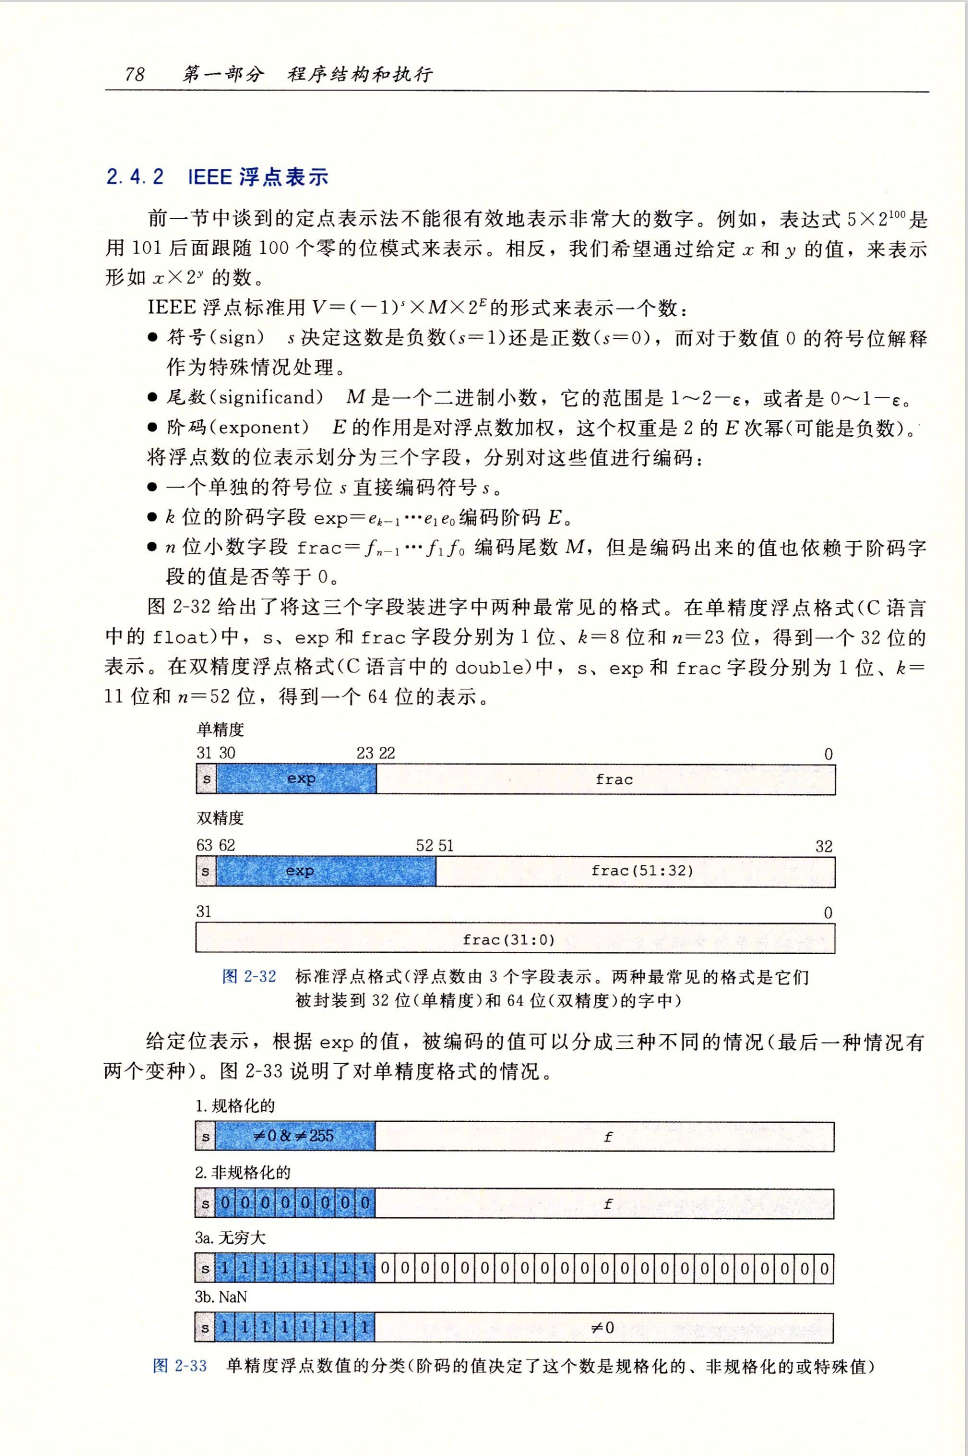 78 第一部分 程序结构和执行
2.4.2 IEEE 浮点表示
前一节中谈到的定点表示法不能很有效地表示非常大的数字。例如，表达式 5×2¹⁰⁰ 是
用 101 后面跟随 100 个零的位模式来表示。相反，我们希望通过给定 x 和 y 的值，来表示
形如 x×2ʸ 的数。
IEEE 浮点标准用 V=(-1)ˢ×M×2ᴱ 的形式来表示一个数：
● 符号(sign) s 决定这数是负数(s=1)还是正数(s=0)，而对于数值 0 的符号位解释
作为特殊情况处理。
● 尾数(significand) M 是一个二进制小数，它的范围是 1~2-ε，或者是 0~1-ε。
● 阶码(exponent) E 的作用是对浮点数加权，这个权重是 2 的 E 次幂(可能是负数)。
将浮点数的位表示划分为三个字段，分别对这些值进行编码：
● 一个单独的符号位 s 直接编码符号 s。
● k 位的阶码字段 exp=eₖ₋₁⋯e₁e₀ 编码阶码 E。
● n 位小数字段 frac=fₙ₋₁⋯f₁f₀ 编码尾数 M，但是编码出来的值也依赖于阶码字
段的值是否等于 0。
图 2-32 给出了将这三个字段装进字中两种最常见的格式。在单精度浮点格式(C 语言
中的 float)中，s、exp 和 frac 字段分别为 1 位、k=8 位和 n=23 位，得到一个 32 位的
表示。在双精度浮点格式(C 语言中的 double)中，s、exp 和 frac 字段分别为 1 位、k=
11 位和 n=52 位，得到一个 64 位的表示。
单精度
31 30 23 22 0
s exp frac
双精度
63 62 52 51 32
s exp frac(51:32)
31 0
frac(31:0)
图 2-32 标准浮点格式(浮点数由 3 个字段表示。两种最常见的格式是它们
被封装到 32 位(单精度)和 64 位(双精度)的字中)
给定位表示，根据 exp 的值，被编码的值可以分成三种不同的情况(最后一种情况有
两个变种)。图 2-33 说明了对单精度格式的情况。
1. 规格化的
s ≠0&≠255 f
2. 非规格化的
s 0 0 0 0 0 0 0 0 f
3a. 无穷大
s 1 1 1 1 1 1 1 1 0 0 0 0 0 0 0 0 0 0 0 0 0 0 0 0 0 0 0 0 0 0 0
3b. NaN
s 1 1 1 1 1 1 1 1 ≠0
图 2-33 单精度浮点数值的分类(阶码的值决定了这个数是规格化的、非规格化的或特殊值)